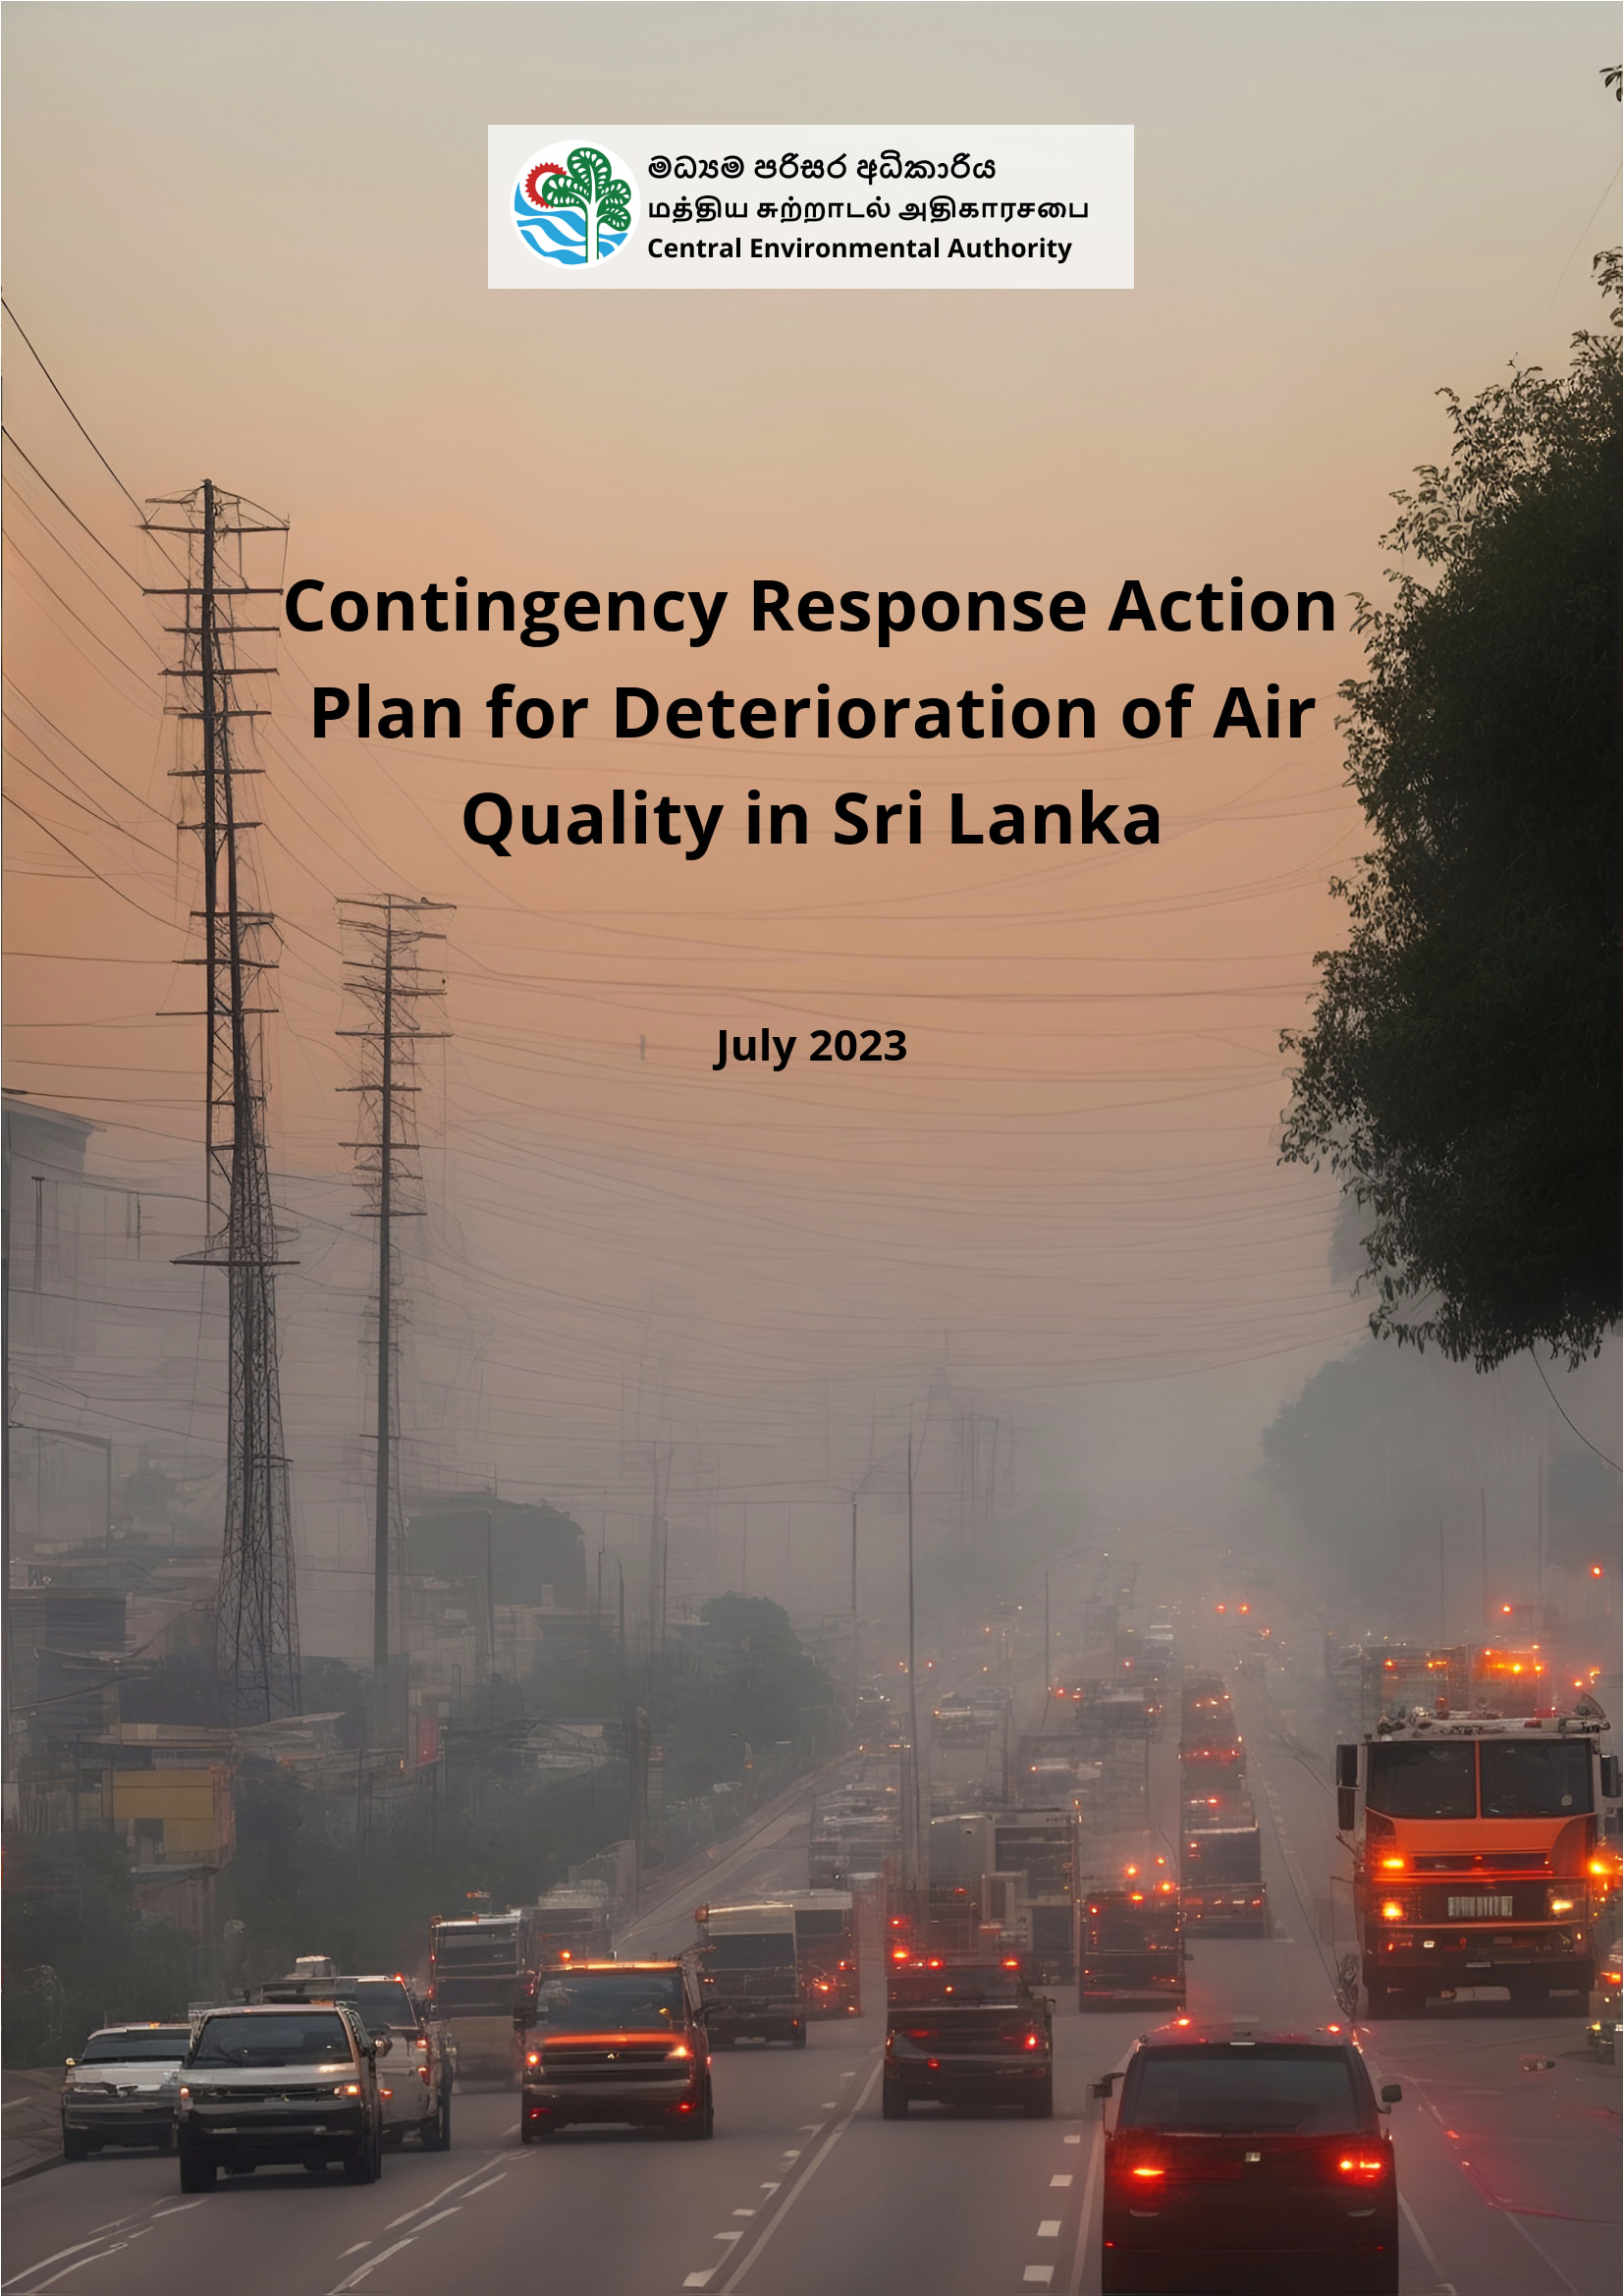 මධ්‍යම පරිසර අධිකාරිය
மத்திய சுற்றாடல் அதிகாரசபை
Central Environmental Authority
Contingency Response Action
Plan for Deterioration of Air
Quality in Sri Lanka
July 2023